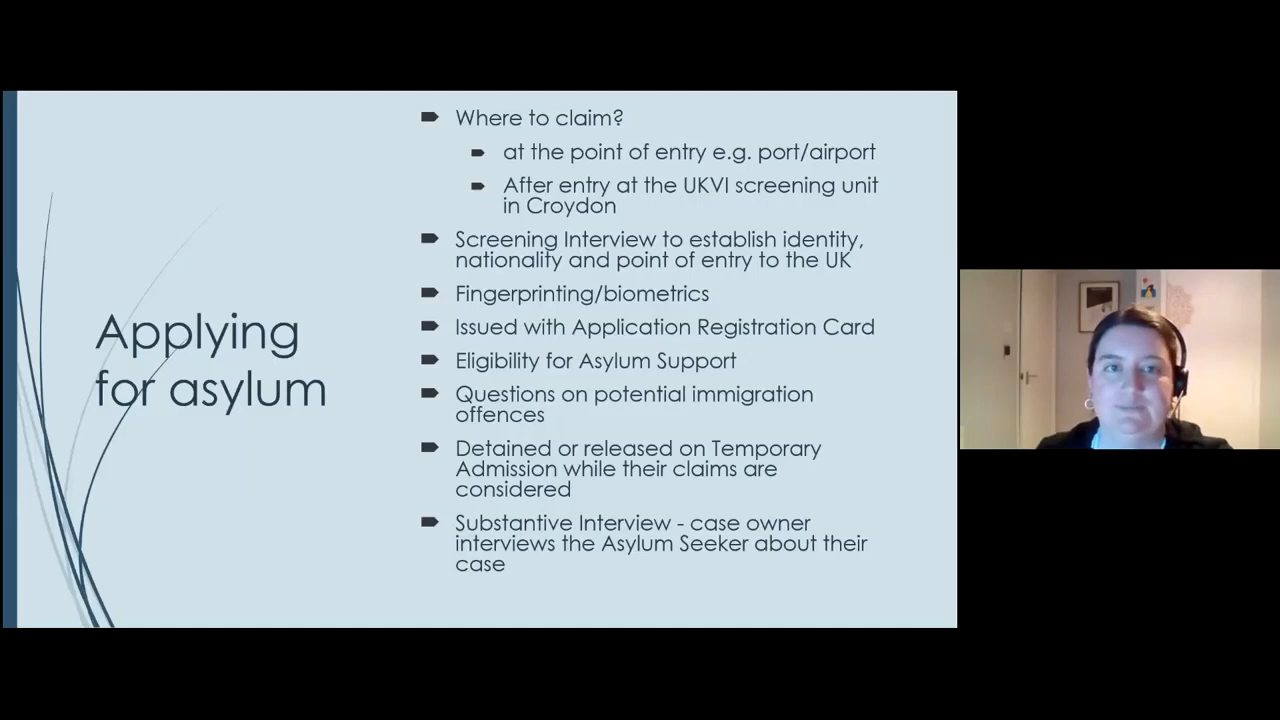 Applying
for asylum
Where to claim?
at the point of entry e.g. port/airport
After entry at the UKVI screening unit
in Croydon
Screening Interview to establish identity,
nationality and point of entry to the UK
Fingerprinting/biometrics
Issued with Application Registration Card
Eligibility for Asylum Support
Questions on potential immigration
offences
Detained or released on Temporary
Admission while their claims are
considered
Substantive Interview - case owner
interviews the Asylum Seeker about their
case